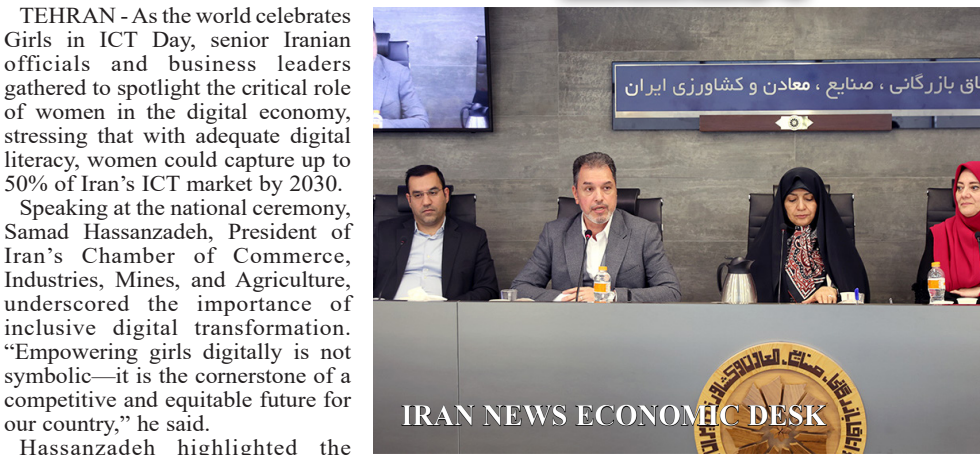 TEHRAN - As the world celebrates
Girls in ICT Day, senior Iranian
officials and business leaders
gathered to spotlight the critical role
of women in the digital economy,
stressing that with adequate digital
literacy, women could capture up to
50% of Iran’s ICT market by 2030.
Speaking at the national ceremony,
Samad Hassanzadeh, President of
Iran’s Chamber of Commerce,
Industries, Mines, and Agriculture,
underscored the importance of
inclusive digital transformation.
“Empowering girls digitally is not
symbolic—it is the cornerstone of a
competitive and equitable future for
our country,” he said.
Hassanzadeh highlighted the
اق بازرگانی ، صنایع ، معادن و کشاورزی ایران
IRAN NEWS ECONOMIC DESK